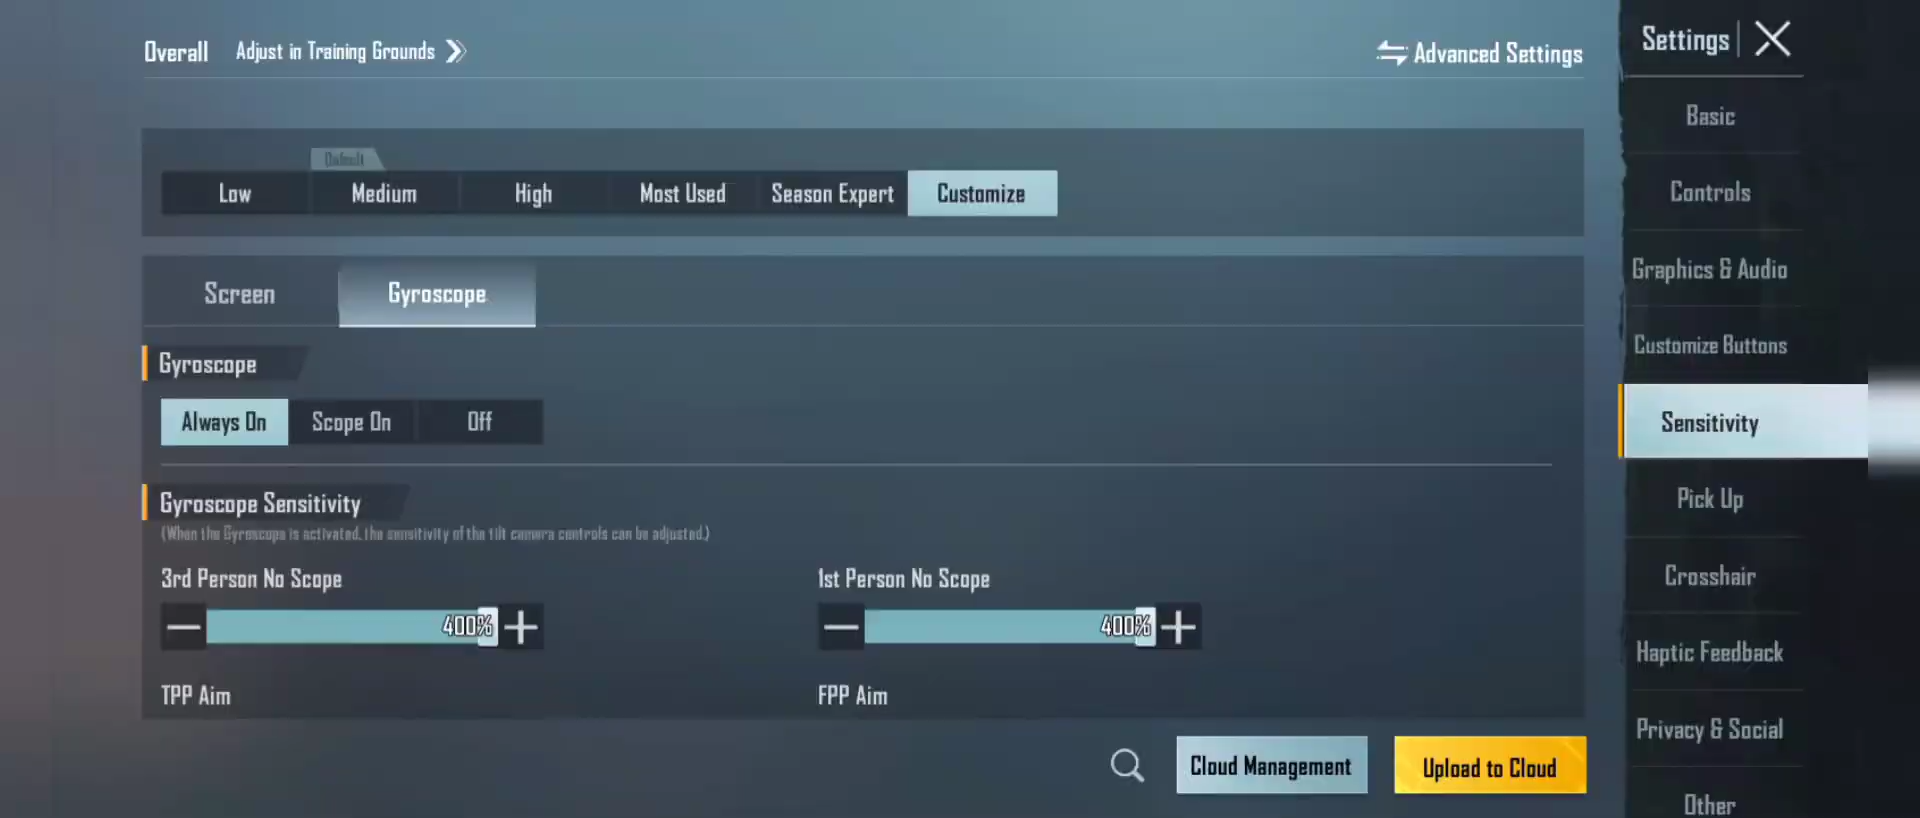 Overall Adjust in Training Grounds
Advanced Settings
Default
Low Medium High Most Used Season Expert Customize
Screen Gyroscope
Gyroscope
Always On Scope On Off
Gyroscope Sensitivity
(When the Gyroscope is activated, the sensitivity of the tilt camera controls can be adjusted.)
3rd Person No Scope 1st Person No Scope
400% 400%
TPP Aim FPP Aim
Cloud Management Upload to Cloud
Settings
Basic
Controls
Graphics & Audio
Customize Buttons
Sensitivity
Pick Up
Crosshair
Haptic Feedback
Privacy & Social
Other